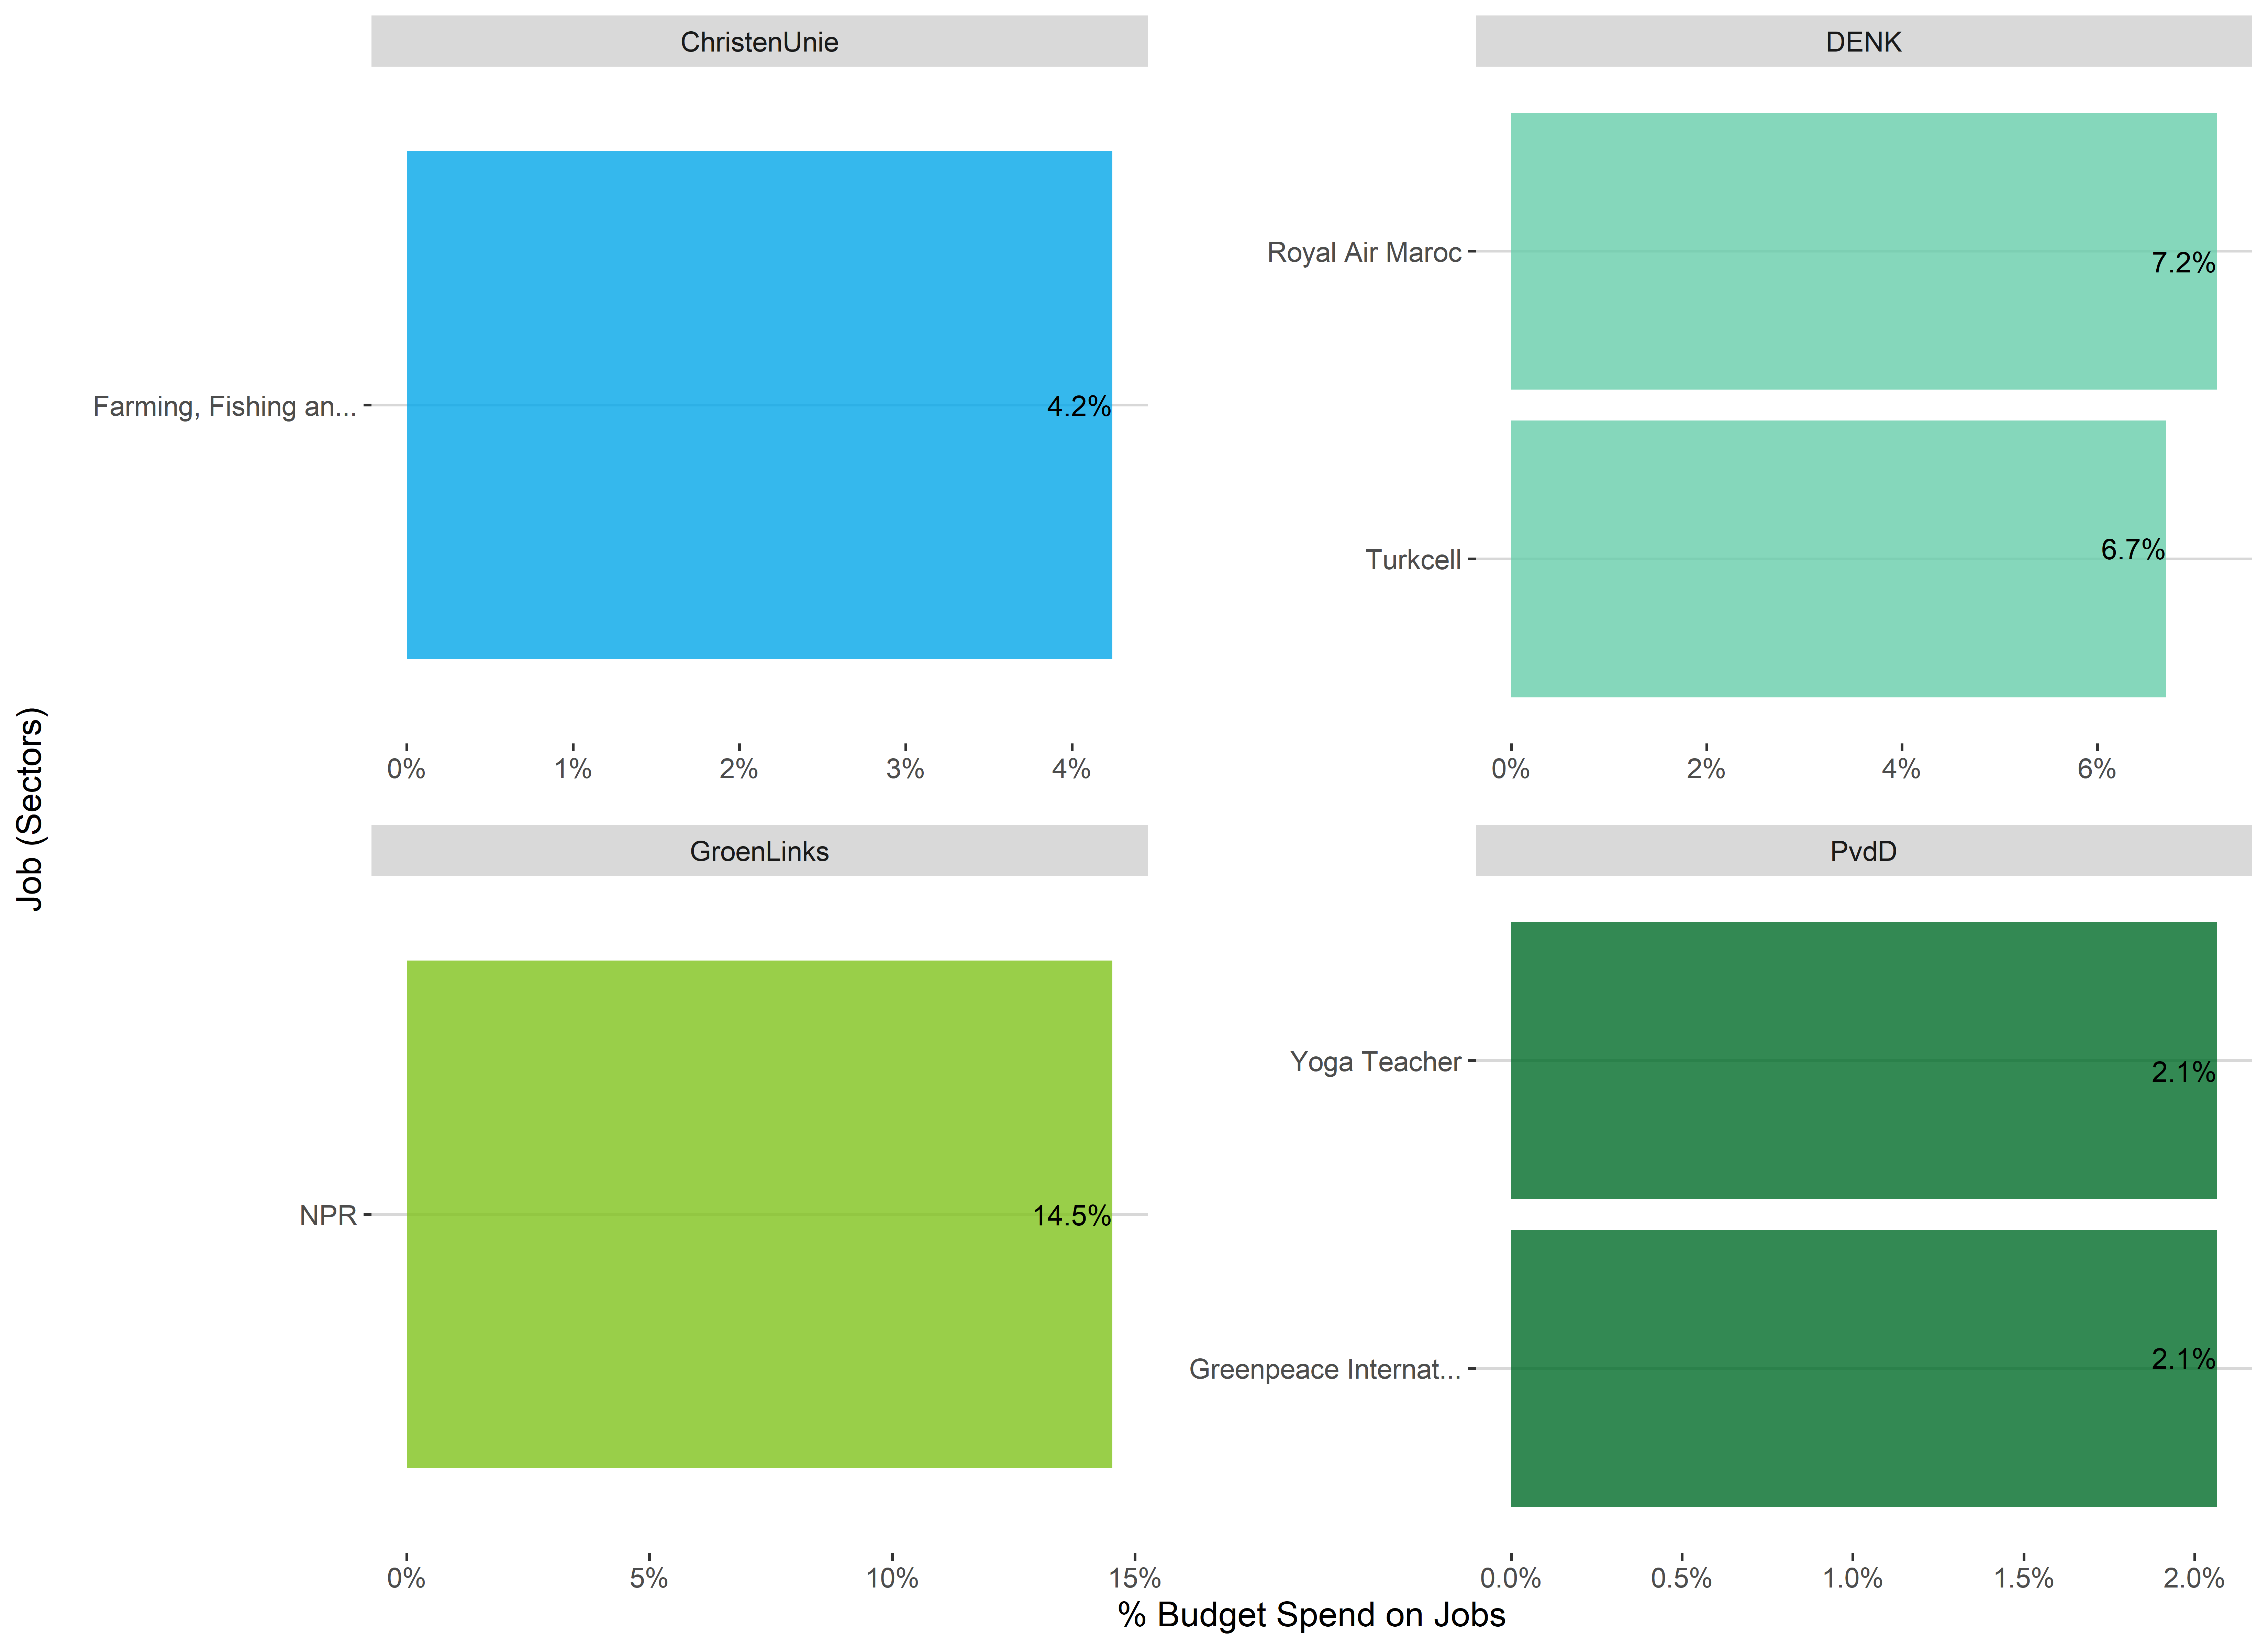 ChristenUnie
Farming, Fishing an...
4.2%
0% 1% 2% 3% 4%
DENK
Royal Air Maroc
7.2%
Turkcell
6.7%
0% 2% 4% 6%
GroenLinks
NPR
14.5%
0% 5% 10% 15%
PvdD
Yoga Teacher
2.1%
Greenpeace Internat...
2.1%
0.0% 0.5% 1.0% 1.5% 2.0%
Job (Sectors)
% Budget Spend on Jobs